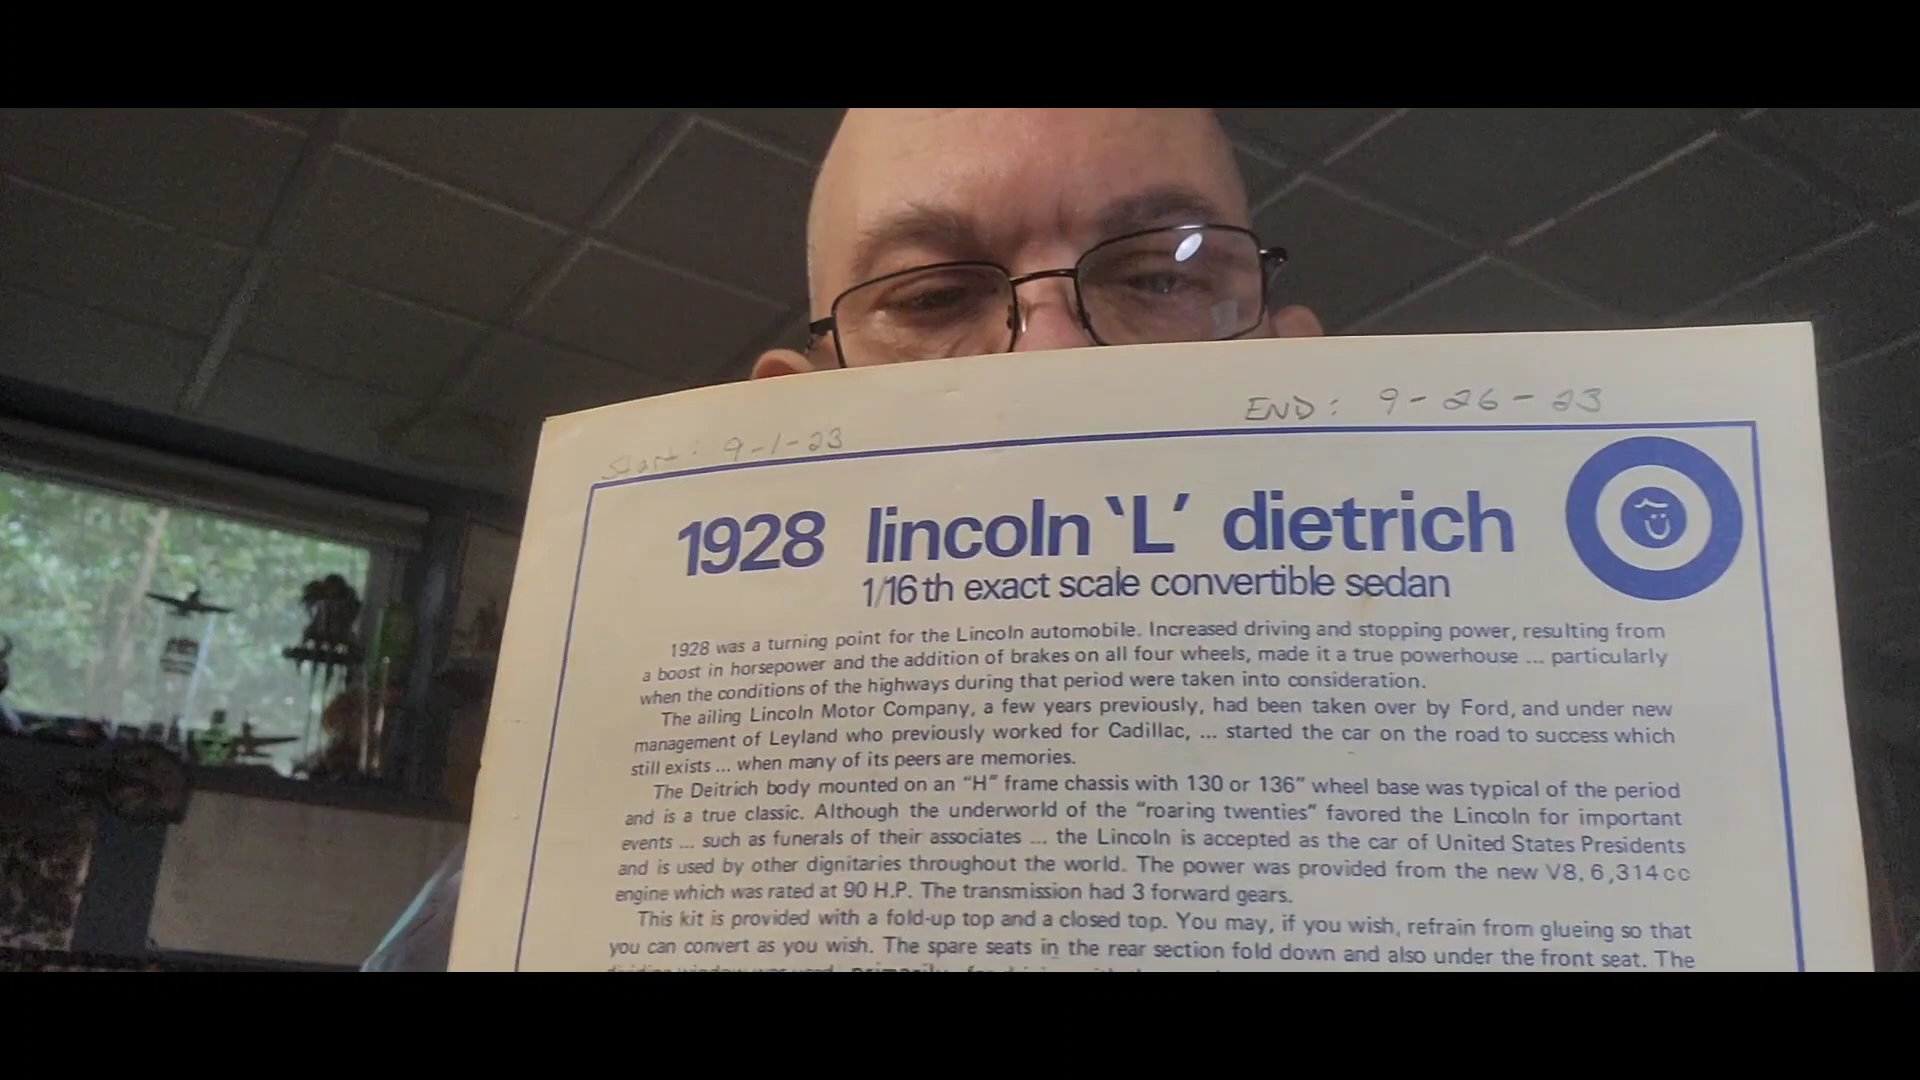 Start: 9-1-23
END: 9-26-23
1928 lincoln 'L' dietrich
1/16th exact scale convertible sedan
1928 was a turning point for the Lincoln automobile. Increased driving and stopping power, resulting from
a boost in horsepower and the addition of brakes on all four wheels, made it a true powerhouse ... particularly
when the conditions of the highways during that period were taken into consideration.
The ailing Lincoln Motor Company, a few years previously, had been taken over by Ford, and under new
management of Leyland who previously worked for Cadillac, ... started the car on the road to success which
still exists ... when many of its peers are memories.
The Deitrich body mounted on an "H" frame chassis with 130 or 136" wheel base was typical of the period
and is a true classic. Although the underworld of the "roaring twenties" favored the Lincoln for important
events ... such as funerals of their associates ... the Lincoln is accepted as the car of United States Presidents
and is used by other dignitaries throughout the world. The power was provided from the new V8, 6,314cc
engine which was rated at 90 H.P. The transmission had 3 forward gears.
This kit is provided with a fold-up top and a closed top. You may, if you wish, refrain from glueing so that
you can convert as you wish. The spare seats in the rear section fold down and also under the front seat. The